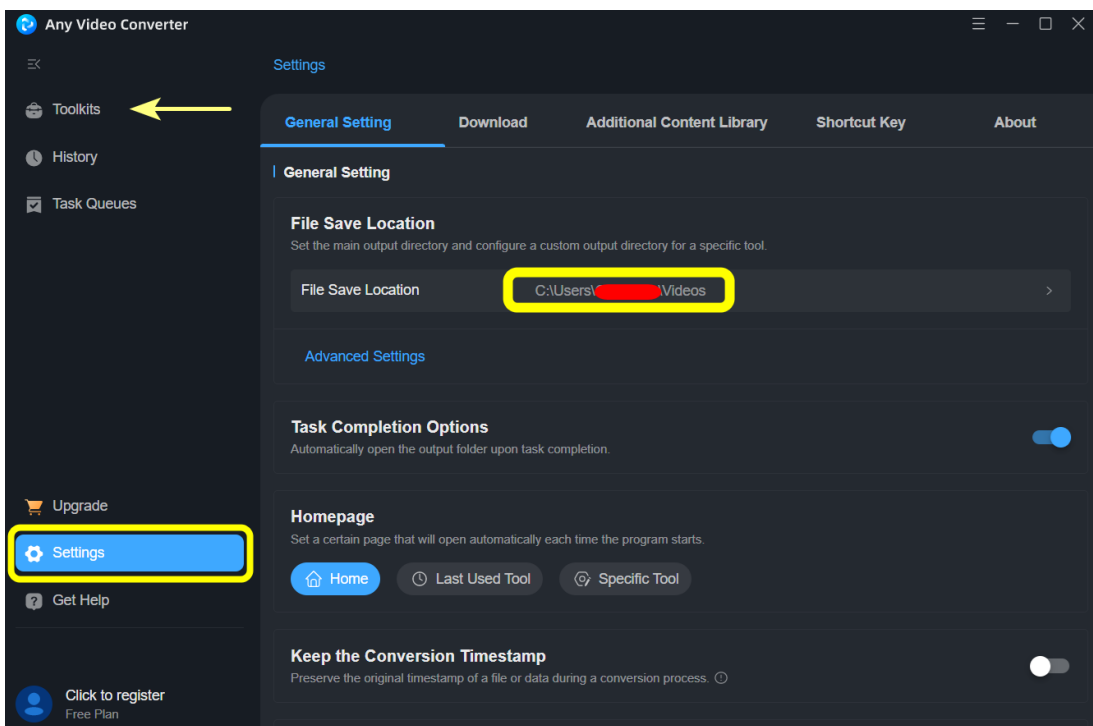 Any Video Converter
Settings
Toolkits
History
Task Queues
General Setting Download Additional Content Library Shortcut Key About
General Setting
File Save Location
Set the main output directory and configure a custom output directory for a specific tool.
File Save Location C:\Users\ \Videos
Advanced Settings
Task Completion Options
Automatically open the output folder upon task completion.
Homepage
Set a certain page that will open automatically each time the program starts.
Home Last Used Tool Specific Tool
Keep the Conversion Timestamp
Preserve the original timestamp of a file or data during a conversion process.
Upgrade
Settings
Get Help
Click to register
Free Plan